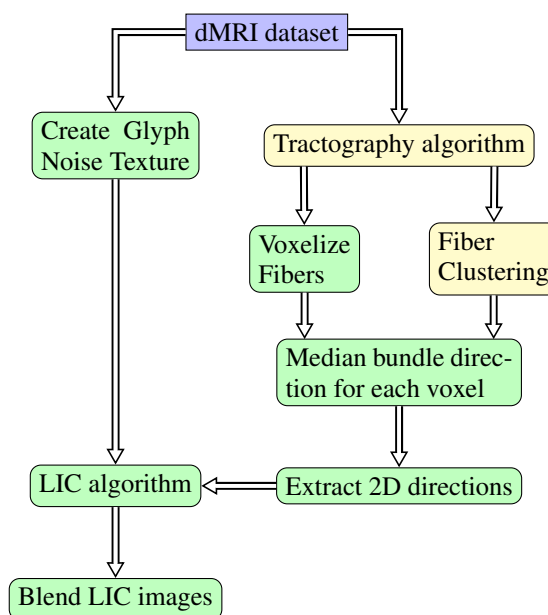 dMRI dataset
Create Glyph
Noise Texture
Tractography algorithm
Voxelize
Fibers
Fiber
Clustering
Median bundle direc-
tion for each voxel
LIC algorithm
Extract 2D directions
Blend LIC images